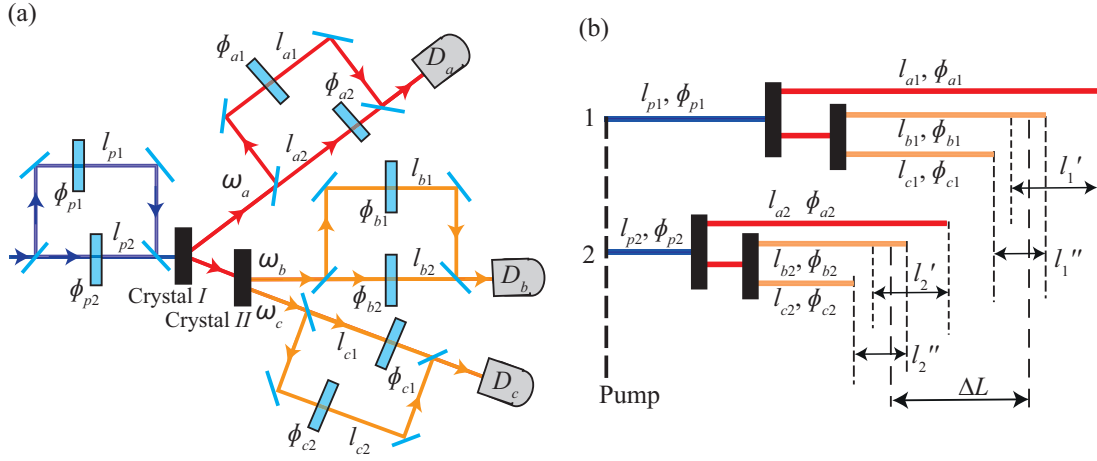 (a)
ϕa1
la1
Da
ϕa2
la2
lp1
ϕp1
ωa
lb1
ϕb1
lp2
ϕp2
ωb
lb2
Db
Crystal I
ϕb2
Crystal II
ωc
lc1
ϕc1
Dc
ϕc2
lc2
(b)
la1, ϕa1
1
lp1, ϕp1
lb1, ϕb1
lc1, ϕc1
l1′
la2 ϕa2
2
lp2, ϕp2
l1″
lb2, ϕb2
l2′
lc2, ϕc2
l2″
ΔL
Pump